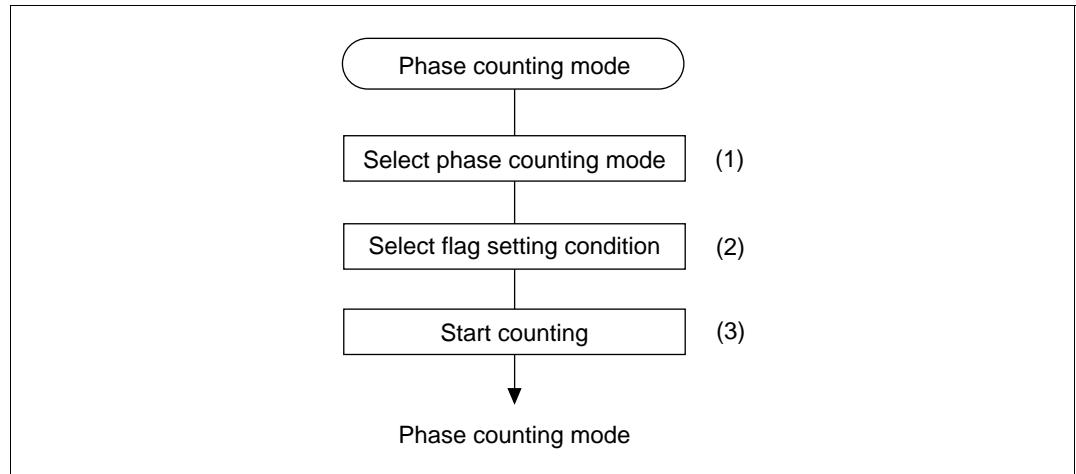 Phase counting mode
Select phase counting mode (1)
Select flag setting condition (2)
Start counting (3)
Phase counting mode